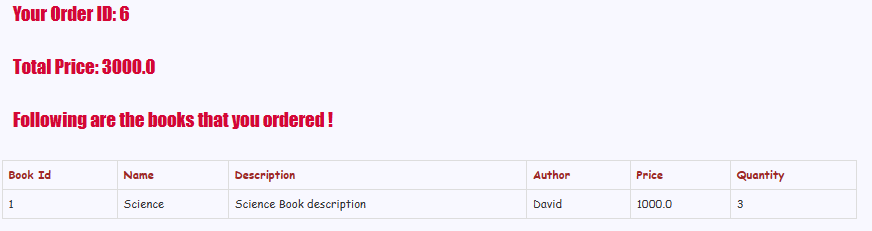 Your Order ID: 6
Total Price: 3000.0
Following are the books that you ordered !
Book Id Name Description Author Price Quantity
1 Science Science Book description David 1000.0 3